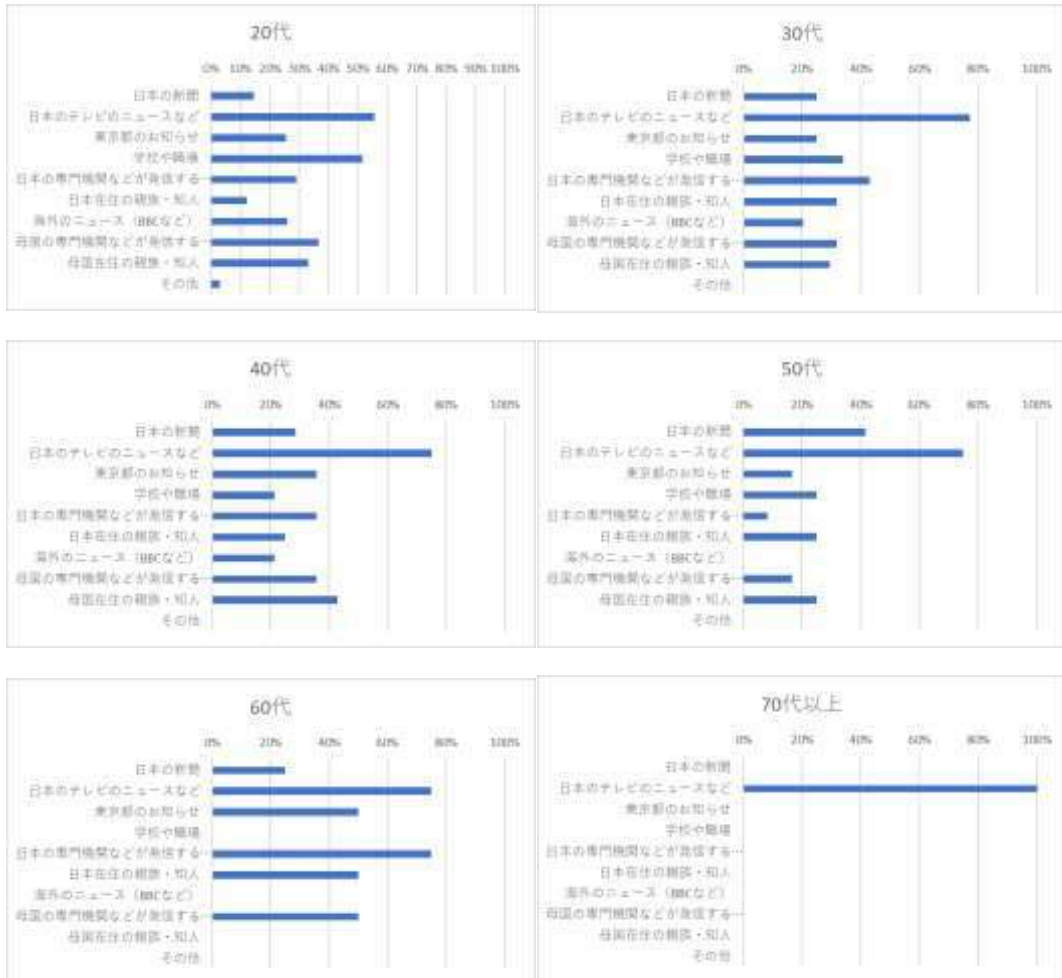 20代
0% 10% 20% 30% 40% 50% 60% 70% 80% 90% 100%
日本の新聞
日本のテレビのニュースなど
東京都のお知らせ
学校や職場
日本の専門機関などが発信する…
日本在住の親族・知人
海外のニュース（BBCなど）
母国の専門機関などが発信する…
母国在住の親族・知人
その他
30代
0% 20% 40% 60% 80% 100%
日本の新聞
日本のテレビのニュースなど
東京都のお知らせ
学校や職場
日本の専門機関などが発信する…
日本在住の親族・知人
海外のニュース（BBCなど）
母国の専門機関などが発信する…
母国在住の親族・知人
その他
40代
0% 20% 40% 60% 80% 100%
日本の新聞
日本のテレビのニュースなど
東京都のお知らせ
学校や職場
日本の専門機関などが発信する…
日本在住の親族・知人
海外のニュース（BBCなど）
母国の専門機関などが発信する…
母国在住の親族・知人
その他
50代
0% 20% 40% 60% 80% 100%
日本の新聞
日本のテレビのニュースなど
東京都のお知らせ
学校や職場
日本の専門機関などが発信する…
日本在住の親族・知人
海外のニュース（BBCなど）
母国の専門機関などが発信する…
母国在住の親族・知人
その他
60代
0% 20% 40% 60% 80% 100%
日本の新聞
日本のテレビのニュースなど
東京都のお知らせ
学校や職場
日本の専門機関などが発信する…
日本在住の親族・知人
海外のニュース（BBCなど）
母国の専門機関などが発信する…
母国在住の親族・知人
その他
70代以上
0% 20% 40% 60% 80% 100%
日本の新聞
日本のテレビのニュースなど
東京都のお知らせ
学校や職場
日本の専門機関などが発信する…
日本在住の親族・知人
海外のニュース（BBCなど）
母国の専門機関などが発信する…
母国在住の親族・知人
その他